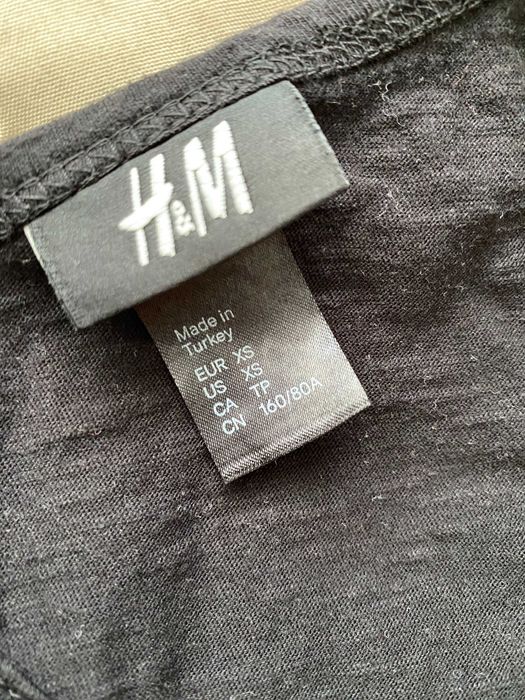 H&M
Made in
Turkey
EUR XS
US XS
CA TP
CN 160/80A